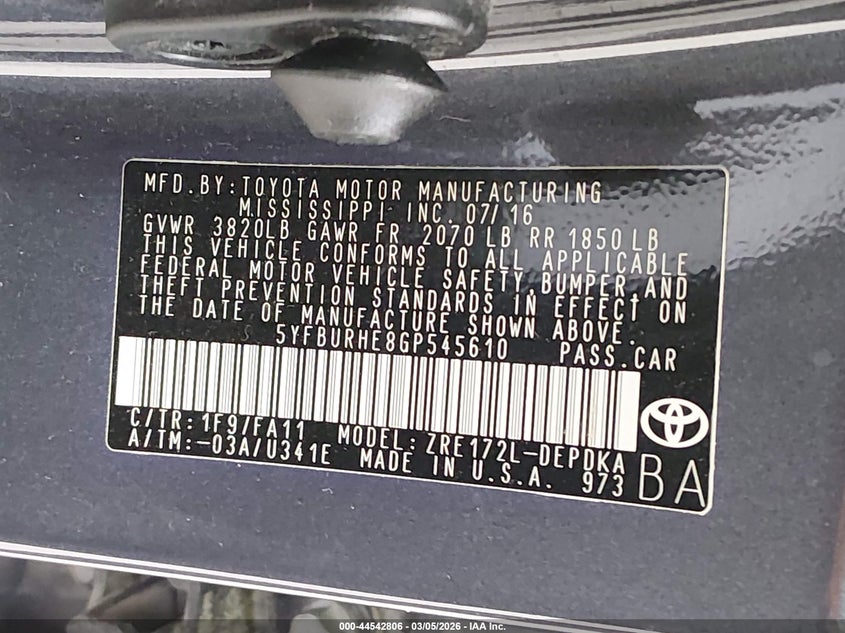 MFD.BY:TOYOTA MOTOR MANUFACTURING
MISSISSIPPI INC. 07/16
GVWR 3820LB GAWR FR 2070 LB RR 1850 LB
THIS VEHICLE CONFORMS TO ALL APPLICABLE
FEDERAL MOTOR VEHICLE SAFETY, BUMPER AND
THEFT PREVENTION STANDARDS IN EFFECT ON
THE DATE OF MANUFACTURE SHOWN ABOVE.
5YFBURHE8GP545610 PASS.CAR
C/TR:1F9/FA11 MODEL:ZRE172L-DEPDKA
A/TM:-03A/U341E MADE IN U.S.A. 973 BA
000-44542806 - 03/05/2026 - IAA Inc.